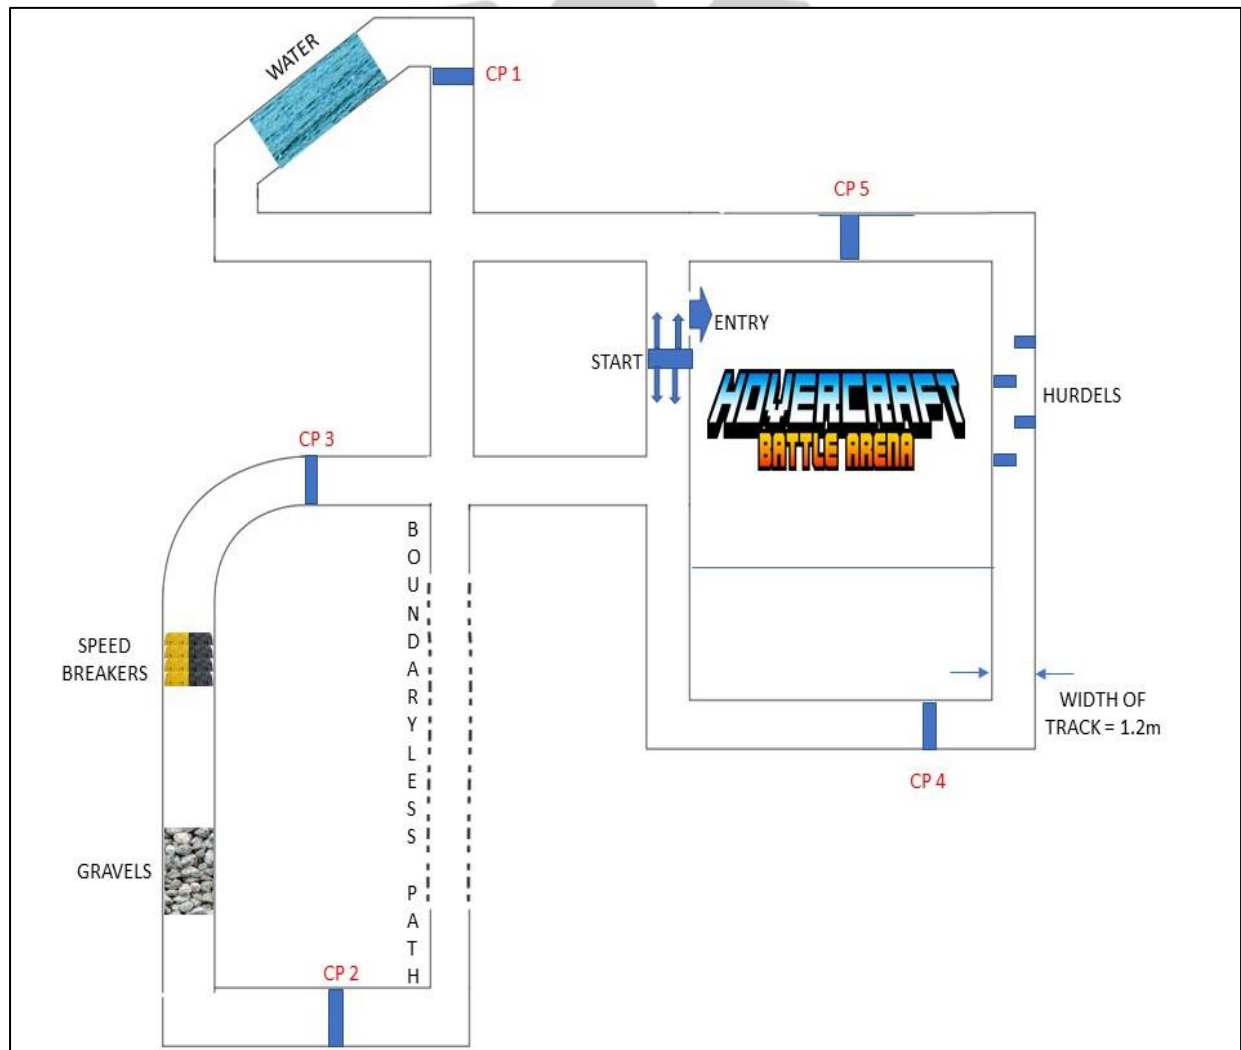 WATER
CP 1
CP 5
ENTRY
START
HOVERCRAFT
BATTLE ARENA
HURDELS
CP 3
BOUNDARYLESS PATH
SPEED
BREAKERS
WIDTH OF
TRACK = 1.2m
CP 4
GRAVELS
CP 2